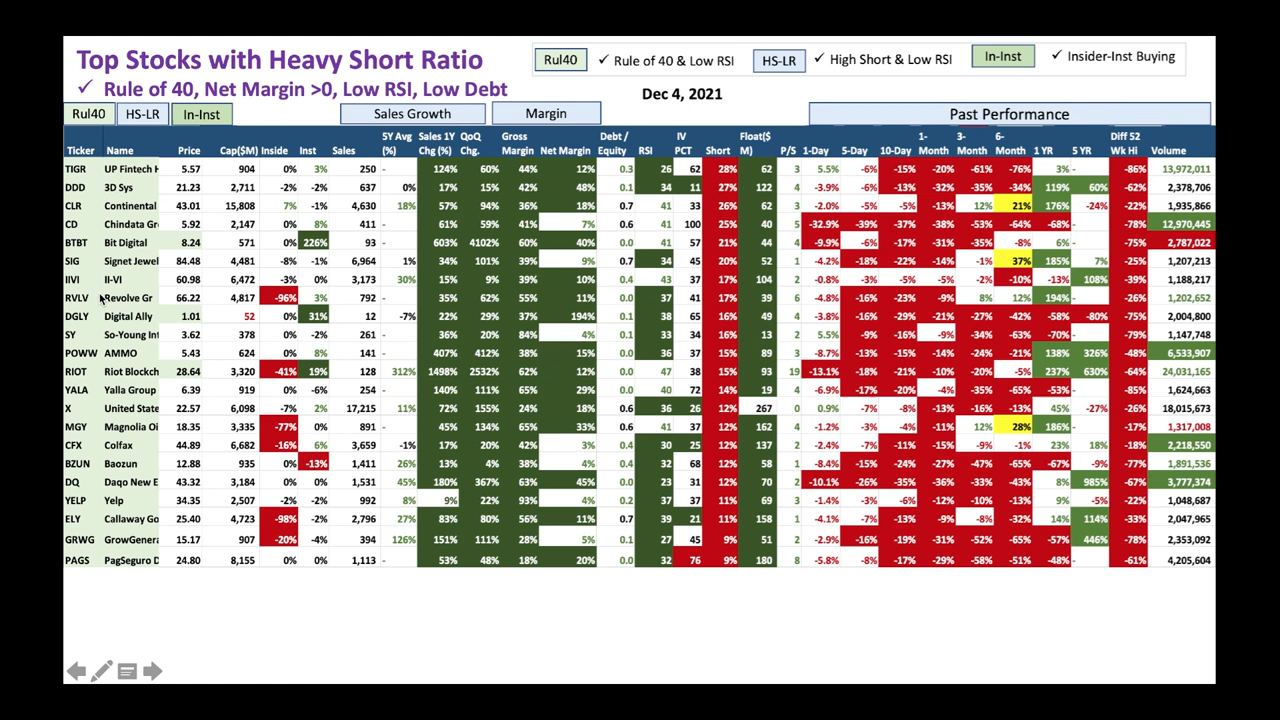 Top Stocks with Heavy Short Ratio
✓ Rule of 40, Net Margin >0, Low RSI, Low Debt
Rul40 ✓ Rule of 40 & Low RSI HS-LR ✓ High Short & Low RSI In-Inst ✓ Insider-Inst Buying
Dec 4, 2021
Rul40 HS-LR In-Inst Sales Growth Margin Past Performance
5Y Avg Sales 1Y QoQ Gross Debt / IV Float($ 1- 3- 6- Diff 52
Ticker Name Price Cap($M) Inside Inst Sales (%) Chg (%) Chg. Margin Net Margin Equity RSI PCT Short M) P/S 1-Day 5-Day 10-Day Month Month Month 1 YR 5 YR Wk Hi Volume
TIGR UP Fintech H 5.57 904 0% 3% 250 - 124% 60% 44% 12% 0.3 26 62 28% 62 3 5.5% -6% -15% -20% -61% -76% 3% - -86% 13,972,011
DDD 3D Sys 21.23 2,711 -2% -2% 637 0% 17% 15% 42% 48% 0.1 34 11 27% 122 4 -3.9% -6% -13% -32% -35% -34% 119% 60% -62% 2,378,706
CLR Continental 43.01 15,808 7% -1% 4,630 18% 57% 94% 36% 18% 0.7 41 33 26% 62 3 -2.0% -5% -5% -13% 12% 21% 176% -24% -22% 1,935,866
CD Chindata Gr 5.92 2,147 0% 8% 411 - 61% 59% 41% 7% 0.6 41 100 25% 40 5 -32.9% -39% -37% -38% -53% -64% -68% - -78% 12,970,445
BTBT Bit Digital 8.24 571 0% 226% 93 - 603% 4102% 60% 40% 0.0 41 57 21% 44 4 -9.9% -6% -17% -31% -35% -8% 6% - -75% 2,787,022
SIG Signet Jewel 84.48 4,481 -8% -1% 6,964 1% 34% 101% 39% 9% 0.7 34 45 20% 52 1 -4.2% -18% -22% -14% -1% 37% 185% 7% -24% 1,207,213
IIVI II-VI 60.98 6,472 -3% 0% 3,173 30% 15% 9% 39% 10% 0.4 43 37 17% 104 2 -0.8% -3% -5% -5% -2% -10% -13% 108% -39% 1,188,217
RVLV Revolve Gr 66.22 4,817 -96% 3% 792 - 35% 62% 55% 11% 0.0 37 41 17% 39 6 -4.8% -16% -23% -9% 8% 12% 194% - -26% 1,202,652
DGLY Digital Ally 1.01 52 0% 31% 12 -7% 22% 29% 37% 194% 0.1 38 65 16% 49 4 -3.8% -16% -29% -21% -27% -42% -58% -80% -75% 2,004,800
SY So-Young Int 3.62 378 0% -2% 261 - 36% 20% 84% 4% 0.1 33 34 16% 13 2 5.5% -9% -16% -9% -34% -63% -70% - -79% 1,147,748
POWW AMMO 5.43 624 0% 8% 141 - 407% 412% 38% 5% 0.0 36 37 15% 89 3 -8.7% -13% -15% -14% -24% -21% 138% 326% -48% 6,533,907
RIOT Riot Blockch 28.64 3,320 -41% 19% 128 312% 1498% 2532% 62% 12% 0.0 47 38 15% 93 19 -13.1% -18% -21% -10% -20% -5% 237% 630% -64% 24,031,165
YALA Yalla Group 6.39 919 0% -6% 254 - 140% 111% 65% 29% 0.0 40 72 14% 19 4 -6.9% -17% -20% -4% -35% -65% -53% - -85% 1,624,663
X United State 22.57 6,098 -7% 2% 17,215 11% 72% 155% 24% 18% 0.6 36 26 12% 267 0 0.9% -7% -8% -13% -16% -13% 45% -27% -26% 18,015,673
MGY Magnolia Oi 18.35 3,335 -77% 0% 891 - 45% 134% 65% 33% 0.6 41 37 12% 162 4 -1.2% -3% -4% -11% 12% 28% 186% - -17% 1,317,008
CFX Colfax 44.89 6,682 -16% 6% 3,659 -1% 17% 20% 42% 3% 0.4 30 25 12% 137 2 -2.4% -7% -11% -15% -9% -1% 23% 18% -18% 2,218,550
BZUN Baozun 12.88 935 0% -13% 1,411 26% 13% 4% 38% 4% 0.4 32 68 12% 58 1 -8.4% -15% -24% -27% -47% -65% -67% -9% -77% 1,891,536
DQ Daqo New E 43.32 3,184 0% 0% 1,531 45% 180% 367% 63% 45% 0.0 23 31 12% 70 2 -10.1% -26% -35% -36% -33% -43% 8% 985% -67% 3,777,374
YELP Yelp 34.35 2,507 -2% -2% 992 8% 9% 22% 93% 4% 0.2 37 37 11% 69 3 -1.4% -3% -6% -12% -10% -13% 9% -5% -22% 1,048,687
ELY Callaway Go 25.40 4,723 -98% -2% 2,796 27% 83% 80% 56% 11% 0.7 39 21 11% 158 1 -4.1% -7% -13% -9% -8% -32% 14% 114% -33% 2,047,965
GRWG GrowGenera 15.17 907 -20% -4% 394 126% 151% 111% 28% 5% 0.1 27 45 9% 51 2 -2.9% -16% -19% -31% -52% -65% -57% 446% -78% 2,353,092
PAGS PagSeguro D 24.80 8,155 0% 0% 1,113 - 53% 48% 18% 20% 0.0 32 76 9% 180 8 -5.8% -8% -17% -29% -58% -51% -48% - -61% 4,205,604